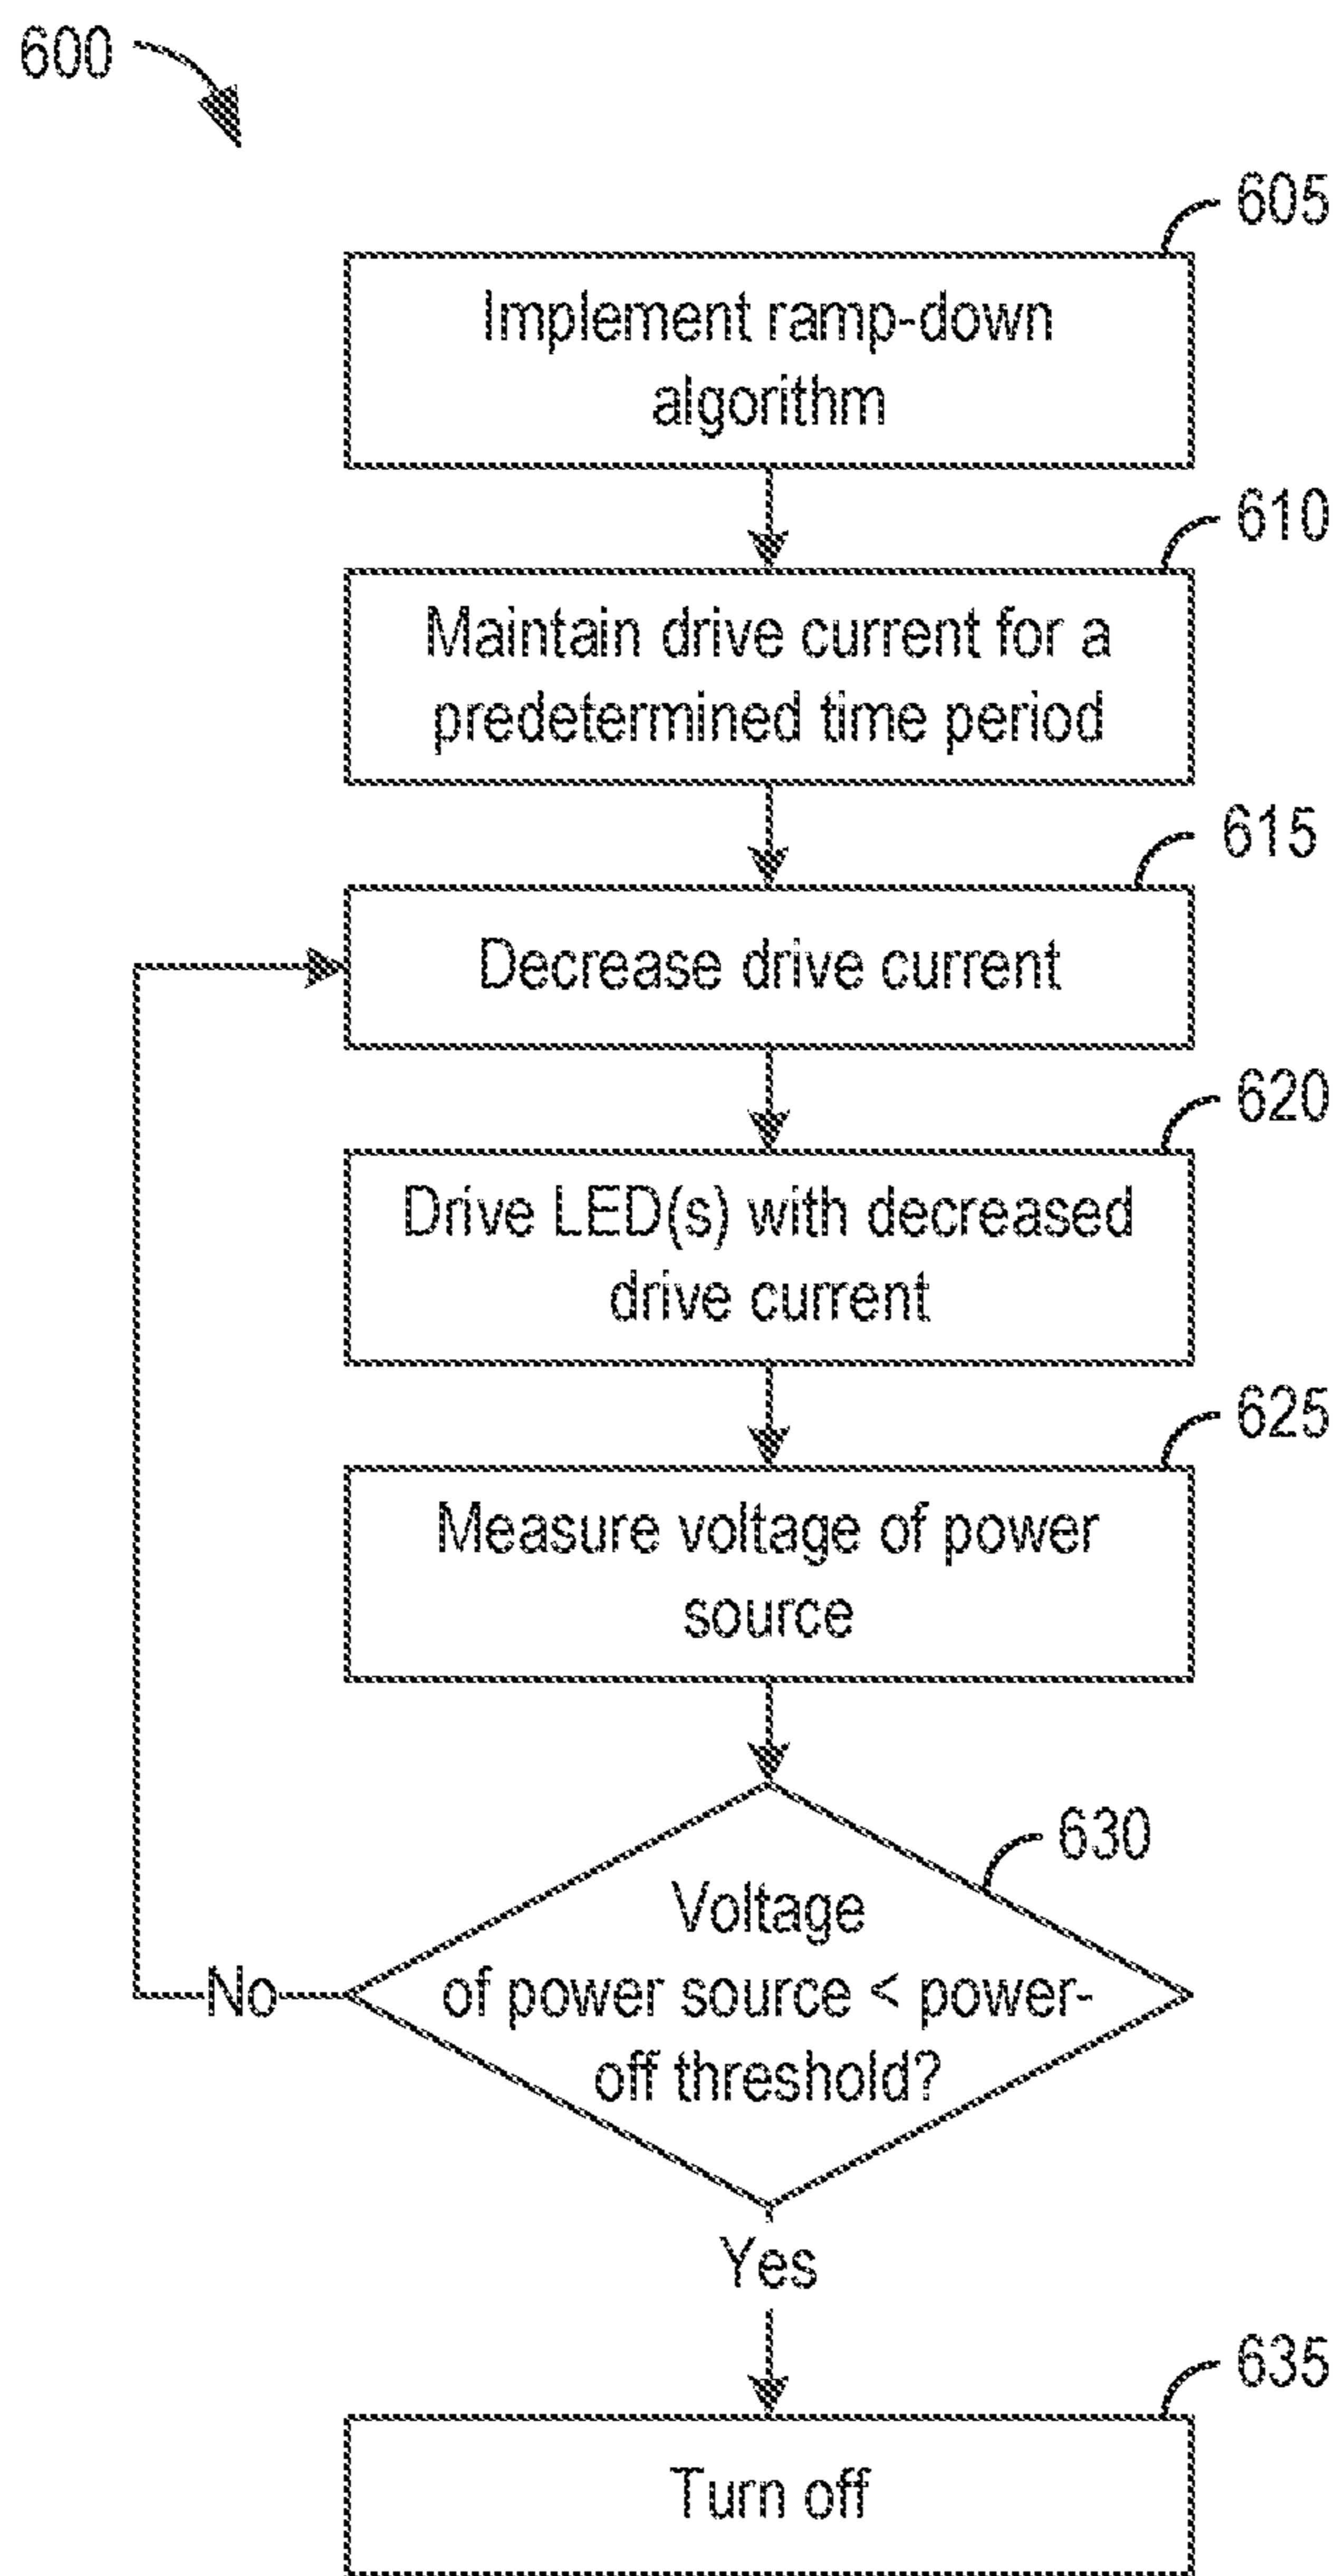 600
605
Implement ramp-down
algorithm
610
Maintain drive current for a
predetermined time period
615
Decrease drive current
620
Drive LED(s) with decreased
drive current
625
Measure voltage of power
source
630
Voltage
of power source < power-
off threshold?
No
Yes
635
Turn off